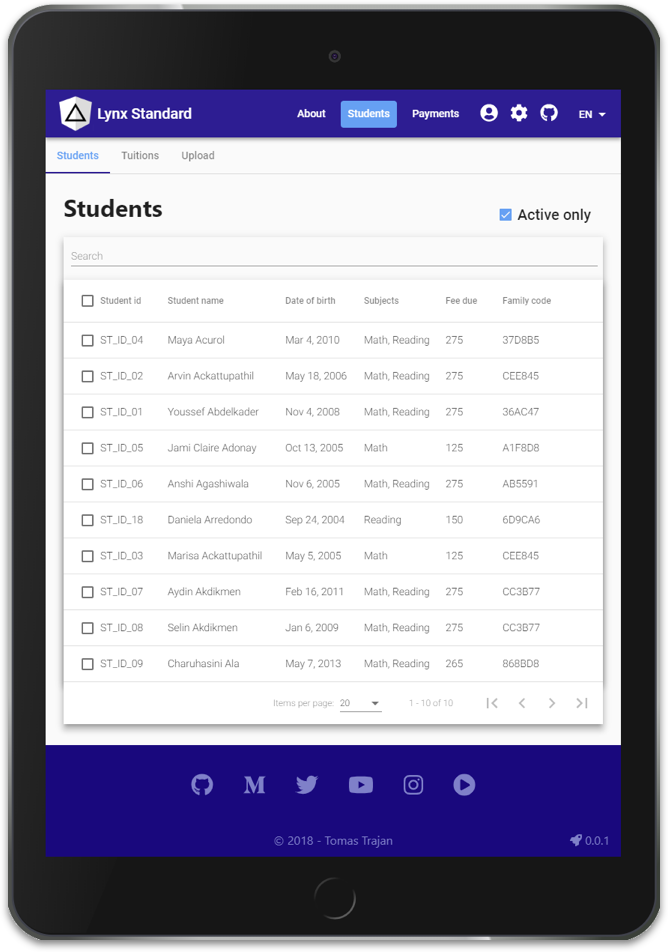 Lynx Standard About Students Payments EN
Students Tuitions Upload
Students
Active only
Search
Student id Student name Date of birth Subjects Fee due Family code
ST_ID_04 Maya Acurol Mar 4, 2010 Math, Reading 275 37D8B5
ST_ID_02 Arvin Ackattupathil May 18, 2006 Math, Reading 275 CEE845
ST_ID_01 Youssef Abdelkader Nov 4, 2008 Math, Reading 275 36AC47
ST_ID_05 Jami Claire Adonay Oct 13, 2005 Math 125 A1F8D8
ST_ID_06 Anshi Agashiwala Nov 6, 2005 Math, Reading 275 AB5591
ST_ID_18 Daniela Arredondo Sep 24, 2004 Reading 150 6D9CA6
ST_ID_03 Marisa Ackattupathil May 5, 2005 Math 125 CEE845
ST_ID_07 Aydin Akdikmen Feb 16, 2011 Math, Reading 275 CC3B77
ST_ID_08 Selin Akdikmen Jan 6, 2009 Math, Reading 275 CC3B77
ST_ID_09 Charuhasini Ala May 7, 2013 Math, Reading 265 868BD8
Items per page: 20 1 - 10 of 10
© 2018 - Tomas Trajan 0.0.1